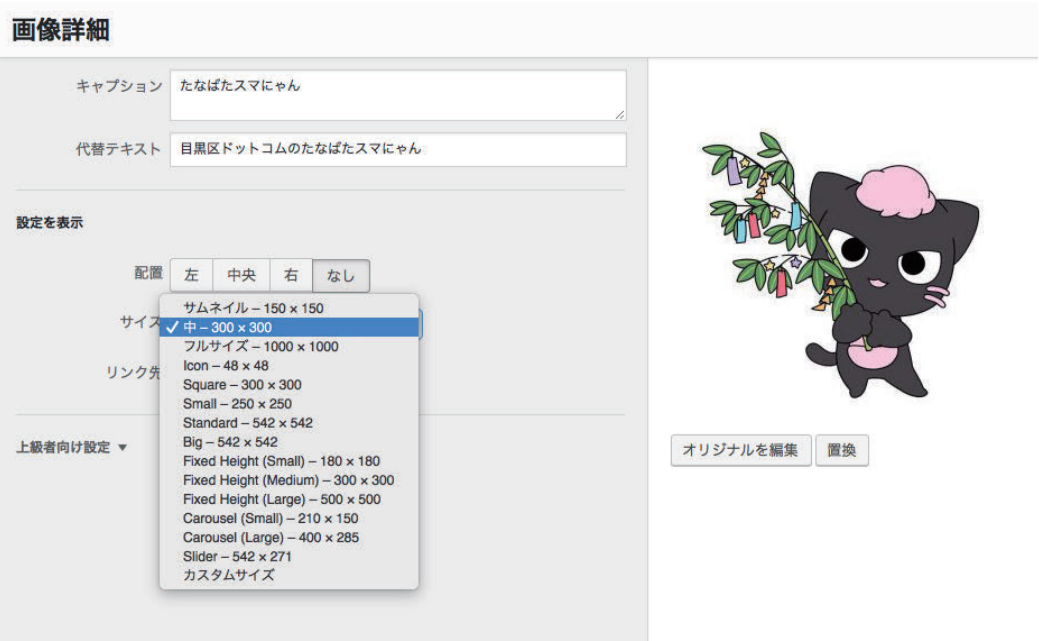 画像詳細
キャプション
たなばたスマにゃん
代替テキスト
目黒区ドットコムのたなばたスマにゃん
設定を表示
配置
左 中央 右 なし
サイズ
サムネイル – 150 × 150
✓ 中 – 300 × 300
フルサイズ – 1000 × 1000
Icon – 48 × 48
Square – 300 × 300
Small – 250 × 250
Standard – 542 × 542
Big – 542 × 542
Fixed Height (Small) – 180 × 180
Fixed Height (Medium) – 300 × 300
Fixed Height (Large) – 500 × 500
Carousel (Small) – 210 × 150
Carousel (Large) – 400 × 285
Slider – 542 × 271
カスタムサイズ
リンク先
上級者向け設定 ▼
オリジナルを編集 置換